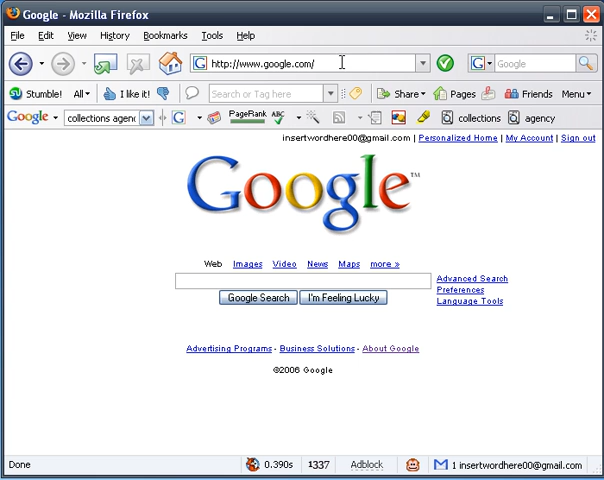 Google - Mozilla Firefox
File Edit View History Bookmarks Tools Help
G http://www.google.com/ G Google
Stumble! All I like it! Search or Tag here Share Pages Friends Menu
Google collections agenc G PageRank ABC collections agency
insertwordhere00@gmail.com | Personalized Home | My Account | Sign out
Google™
Web Images Video News Maps more »
Advanced Search
Preferences
Language Tools
Google Search I'm Feeling Lucky
Advertising Programs - Business Solutions - About Google
©2006 Google
Done 0.390s 1337 Adblock 1 insertwordhere00@gmail.com